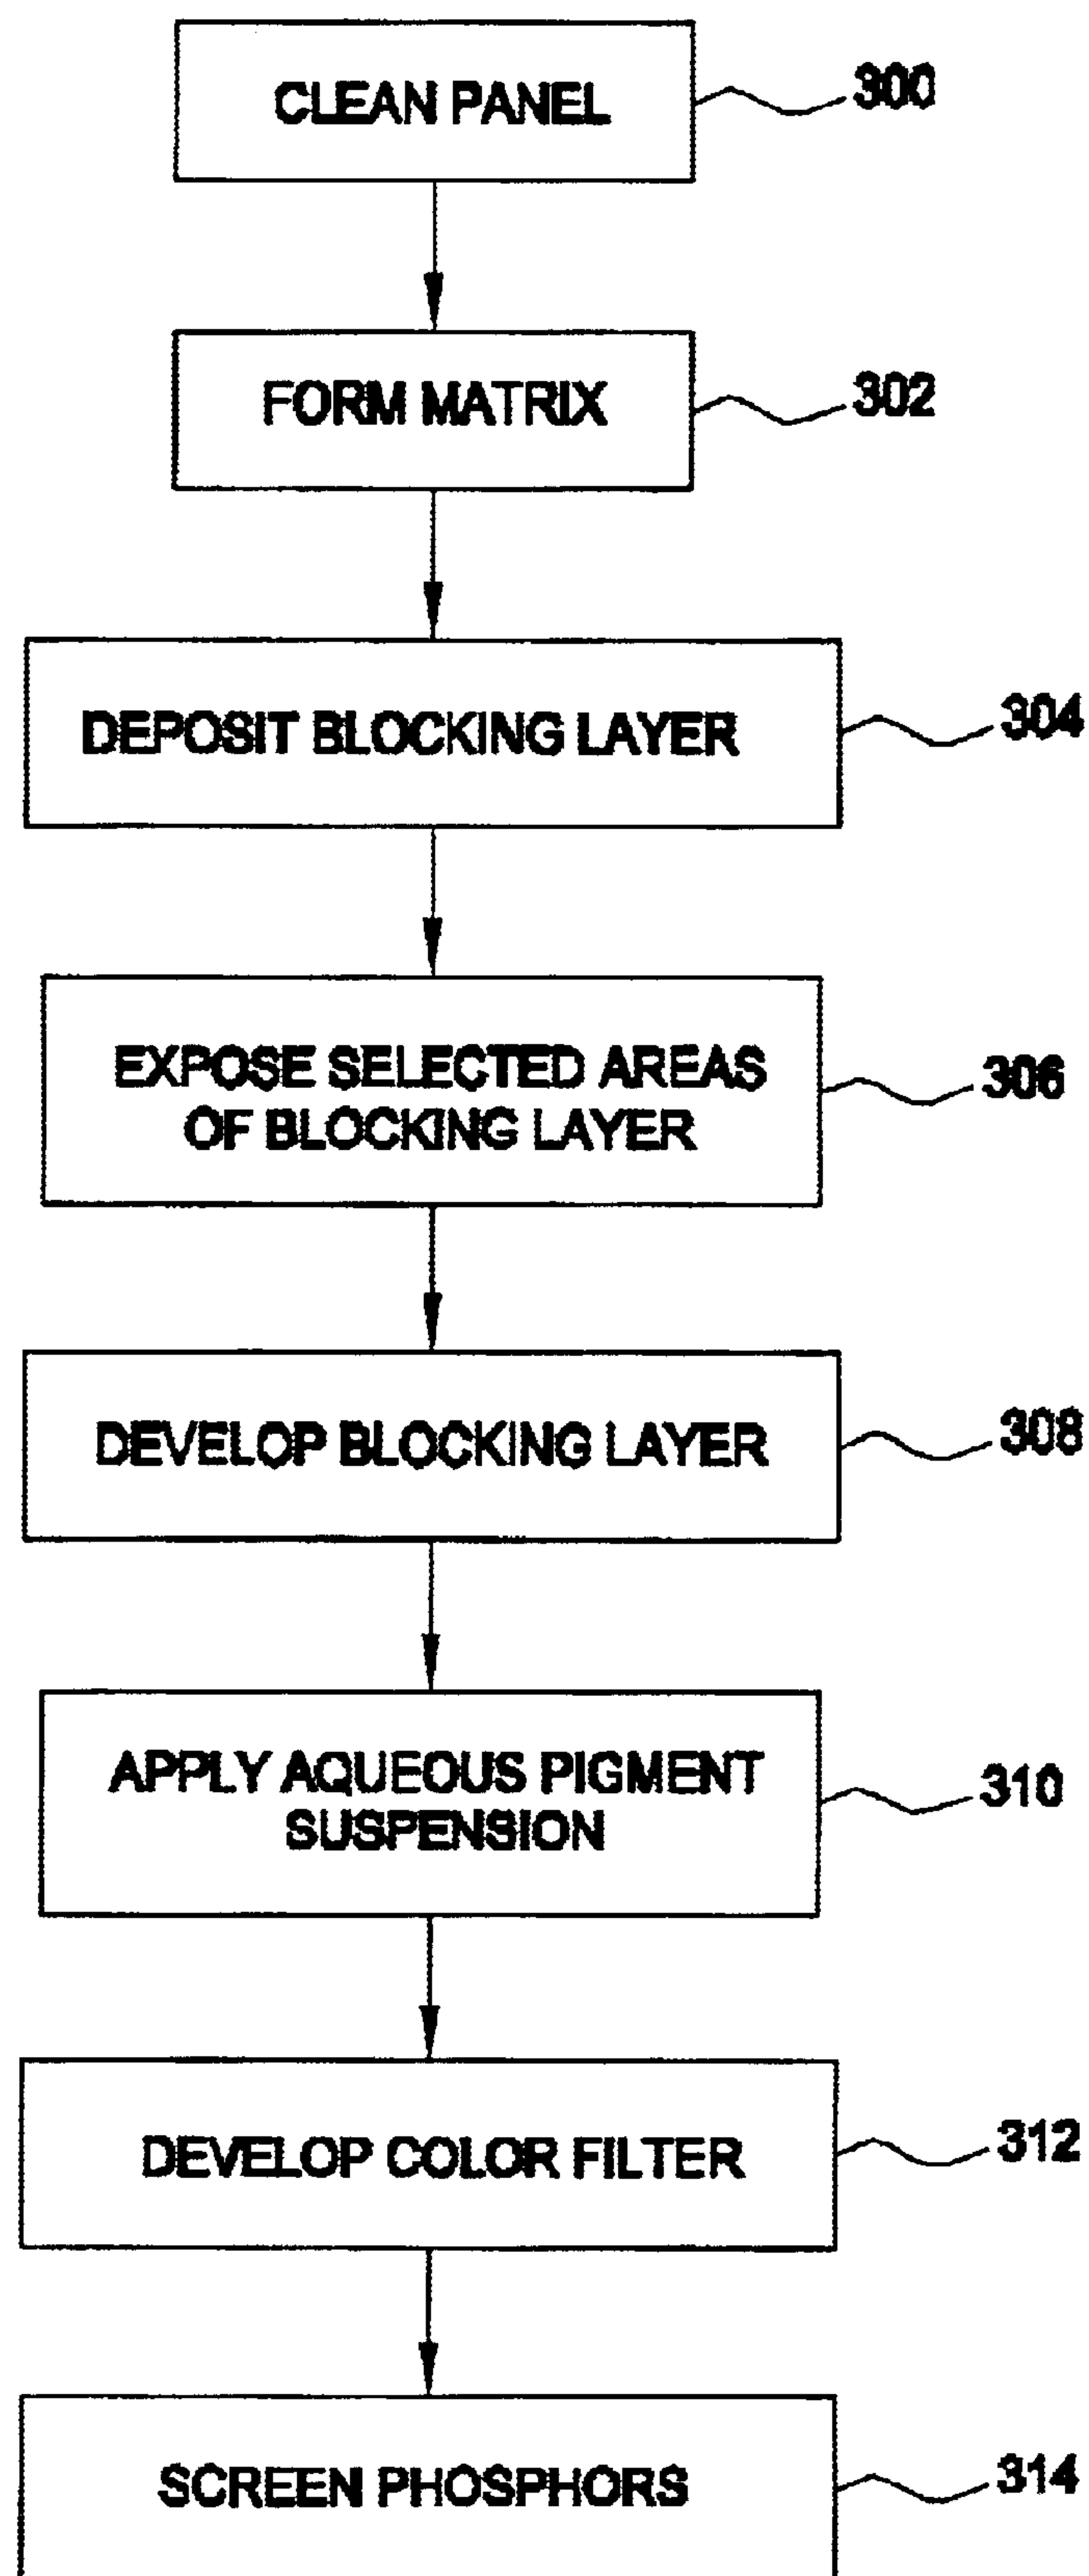 CLEAN PANEL
300
FORM MATRIX
302
DEPOSIT BLOCKING LAYER
304
EXPOSE SELECTED AREAS
OF BLOCKING LAYER
306
DEVELOP BLOCKING LAYER
308
APPLY AQUEOUS PIGMENT
SUSPENSION
310
DEVELOP COLOR FILTER
312
SCREEN PHOSPHORS
314